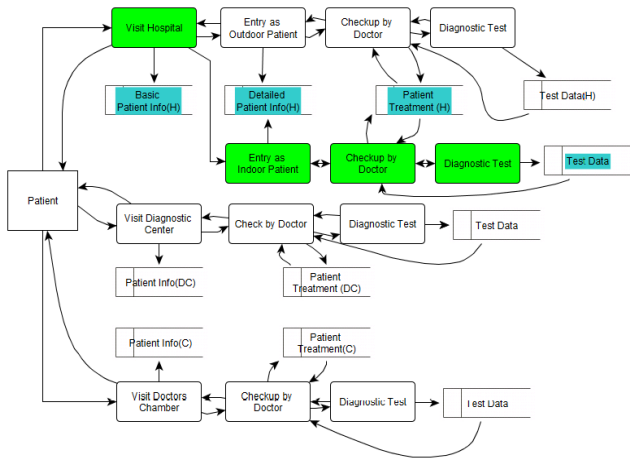 Visit Hospital
Entry as
Outdoor Patient
Checkup by
Doctor
Diagnostic Test
Basic
Patient Info(H)
Detailed
Patient Info(H)
Patient
Treatment (H)
Test Data(H)
Entry as
Indoor Patient
Checkup by
Doctor
Diagnostic Test
Test Data
Patient
Visit Diagnostic
Center
Check by Doctor
Diagnostic Test
Test Data
Patient Info(DC)
Patient
Treatment (DC)
Patient Info(C)
Patient
Treatment(C)
Visit Doctors
Chamber
Checkup by
Doctor
Diagnostic Test
Test Data